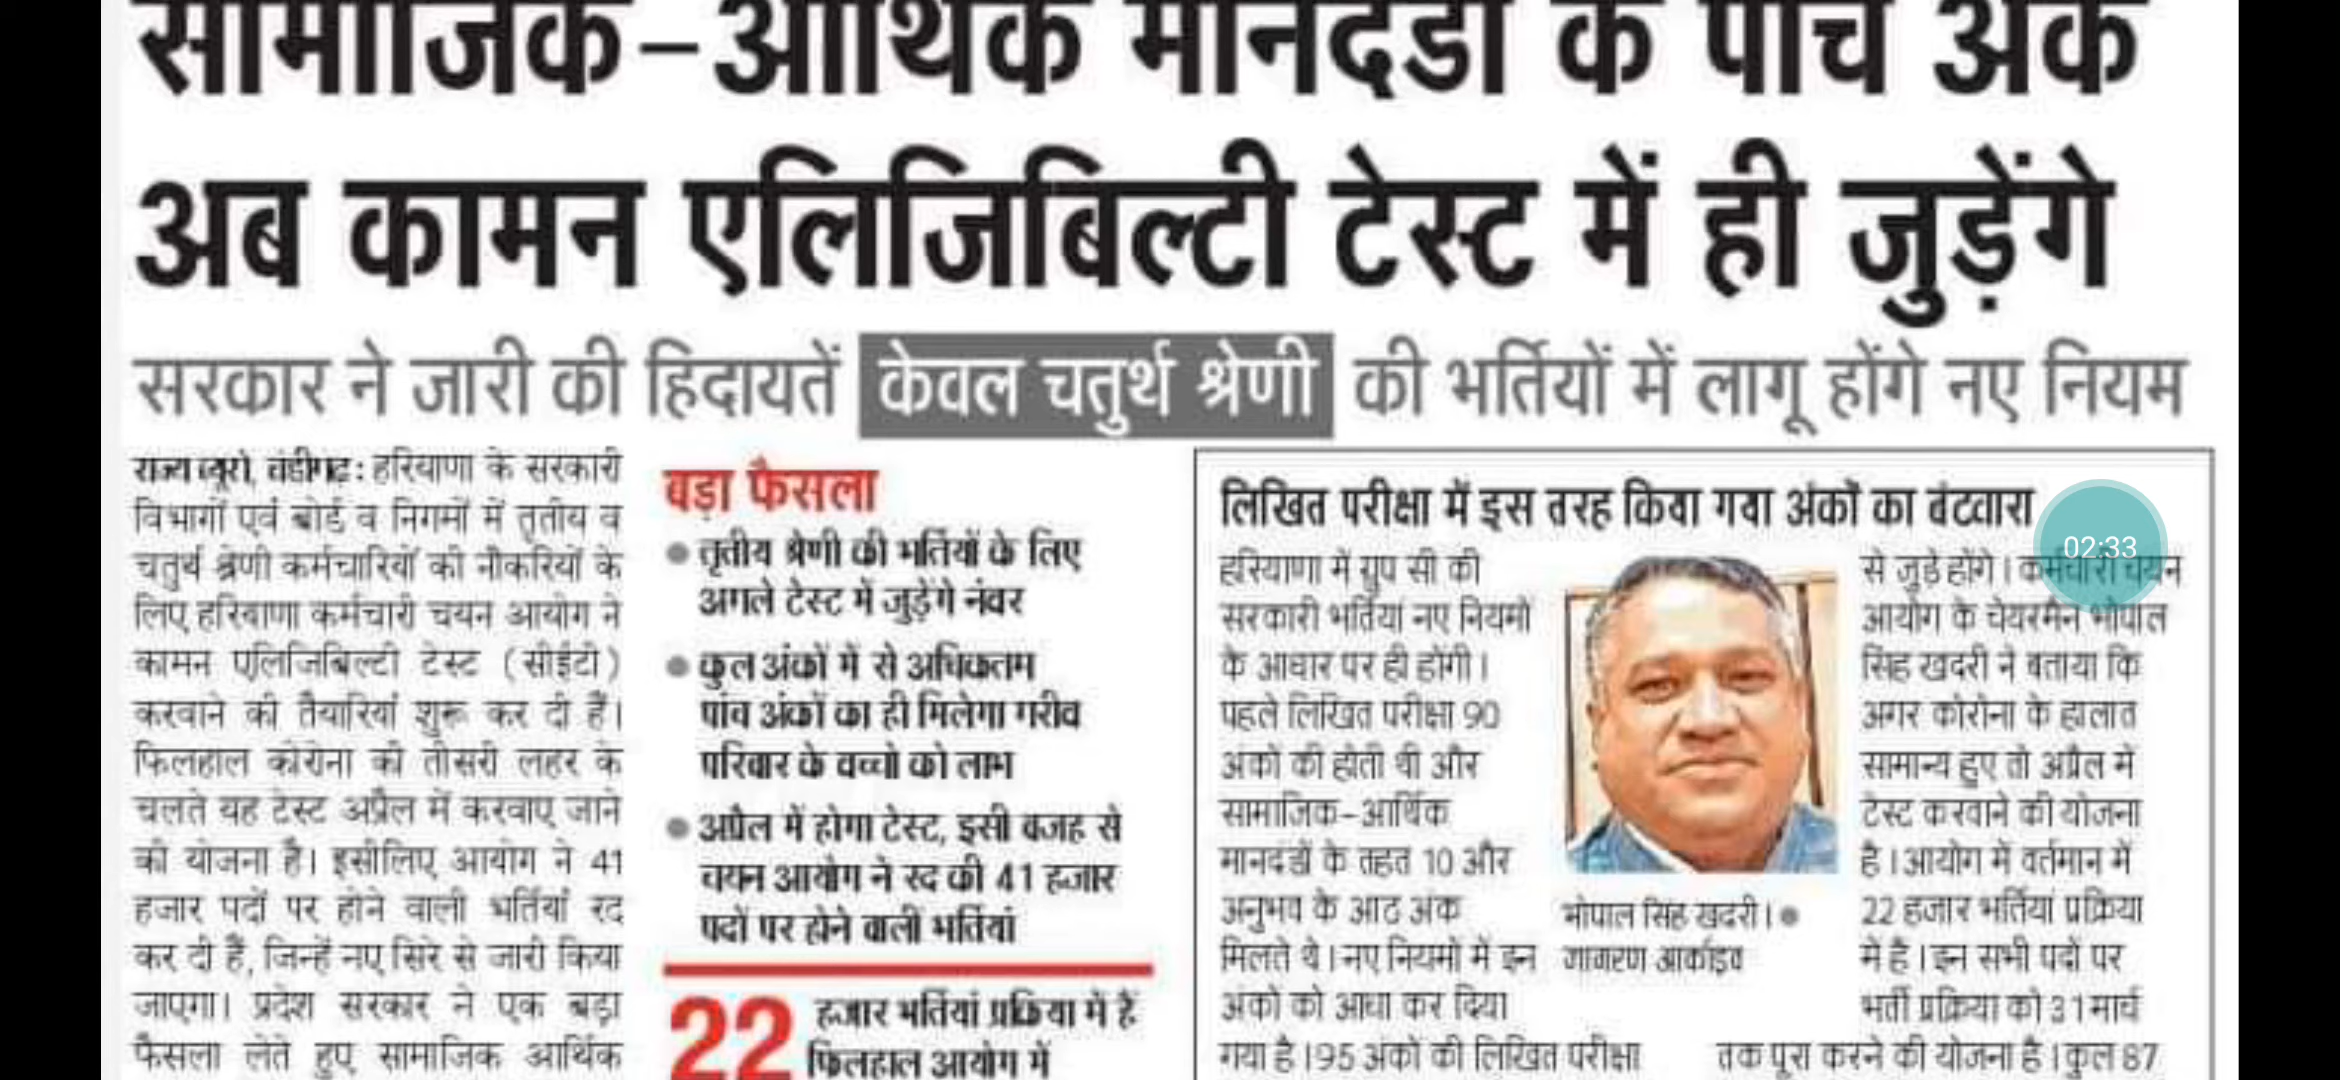 सामाजिक-आर्थिक मानदंडों के पांच अंक
अब कामन एलिजिबिल्टी टेस्ट में ही जुड़ेंगे
सरकार ने जारी की हिदायतें केवल चतुर्थ श्रेणी की भर्तियों में लागू होंगे नए नियम
राज्य ब्यूरो, चंडीगढ़ : हरियाणा के सरकारी
विभागों एवं बोर्ड व निगमों में तृतीय व
चतुर्थ श्रेणी कर्मचारियों की नौकरियों के
लिए हरियाणा कर्मचारी चयन आयोग ने
कामन एलिजिबिल्टी टेस्ट (सीईटी)
करवाने की तैयारियां शुरू कर दी हैं।
फिलहाल कोरोना की तीसरी लहर के
चलते यह टेस्ट अप्रैल में करवाए जाने
की योजना है। इसीलिए आयोग ने 41
हजार पदों पर होने वाली भर्तियां रद
कर दी हैं, जिन्हें नए सिरे से जारी किया
जाएगा। प्रदेश सरकार ने एक बड़ा
फैसला लेते हुए सामाजिक आर्थिक
बड़ा फैसला
● तृतीय श्रेणी की भर्तियों के लिए
अगले टेस्ट में जुड़ेंगे नंबर
● कुल अंकों में से अधिकतम
पांच अंकों का ही मिलेगा गरीब
परिवार के बच्चों को लाभ
● अप्रैल में होगा टेस्ट, इसी वजह से
चयन आयोग ने रद की 41 हजार
पदों पर होने वाली भर्तियां
22 हजार भर्तियां प्रक्रिया में हैं
फिलहाल आयोग में
लिखित परीक्षा में इस तरह किया गया अंकों का बंटवारा
हरियाणा में ग्रुप सी की
सरकारी भर्तियां नए नियमों
के आधार पर ही होंगी।
पहले लिखित परीक्षा 90
अंकों की होती थी और
सामाजिक-आर्थिक
मानदंडों के तहत 10 और
अनुभव के आठ अंक
मिलते थे। नए नियमों में इन
अंकों को आधा कर दिया
गया है। 95 अंकों की लिखित परीक्षा
भोपाल सिंह खदरी। ●
जागरण आर्काइव
02:33
से जुड़े होंगे। कर्मचारी चयन
आयोग के चेयरमैन भोपाल
सिंह खदरी ने बताया कि
अगर कोरोना के हालात
सामान्य हुए तो अप्रैल में
टेस्ट करवाने की योजना
है। आयोग में वर्तमान में
22 हजार भर्तियां प्रक्रिया
में है। इन सभी पदों पर
भर्ती प्रक्रिया को 31 मार्च
तक पूरा करने की योजना है। कुल 87